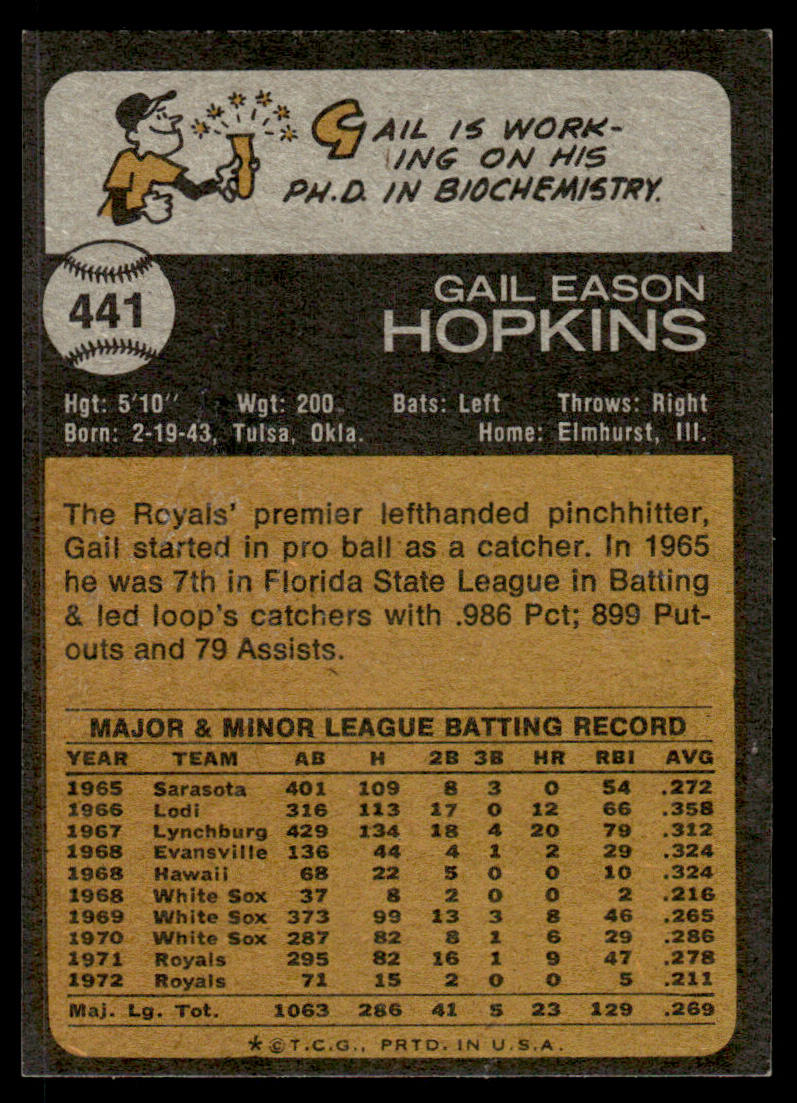 GAIL IS WORK-
ING ON HIS
PH.D. IN BIOCHEMISTRY.
441
GAIL EASON
HOPKINS
Hgt: 5'10" Wgt: 200 Bats: Left Throws: Right
Born: 2-19-43, Tulsa, Okla. Home: Elmhurst, Ill.
The Royals' premier lefthanded pinchhitter,
Gail started in pro ball as a catcher. In 1965
he was 7th in Florida State League in Batting
& led loop's catchers with .986 Pct; 899 Put-
outs and 79 Assists.
MAJOR & MINOR LEAGUE BATTING RECORD
YEAR TEAM AB H 2B 3B HR RBI AVG
1965 Sarasota 401 109 8 3 0 54 .272
1966 Lodi 316 113 17 0 12 66 .358
1967 Lynchburg 429 134 18 4 20 79 .312
1968 Evansville 136 44 4 1 2 29 .324
1968 Hawaii 68 22 5 0 0 10 .324
1968 White Sox 37 8 2 0 0 2 .216
1969 White Sox 373 99 13 3 8 46 .265
1970 White Sox 287 82 8 1 6 29 .286
1971 Royals 295 82 16 1 9 47 .278
1972 Royals 71 15 2 0 0 5 .211
Maj. Lg. Tot. 1063 286 41 5 23 129 .269
*©T.C.G., PRTD. IN U.S.A.